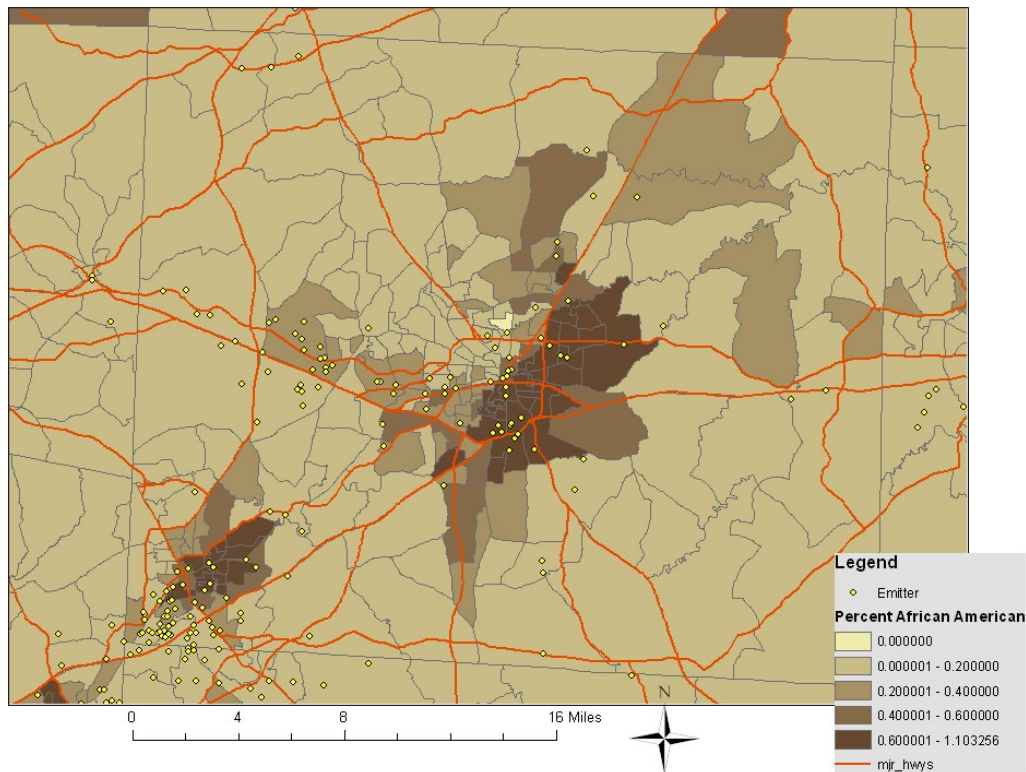 Legend
Emitter
Percent African American
0.000000
0.000001 - 0.200000
0.200001 - 0.400000
0.400001 - 0.600000
0.600001 - 1.103256
mjr_hwys
N
0 4 8 16 Miles